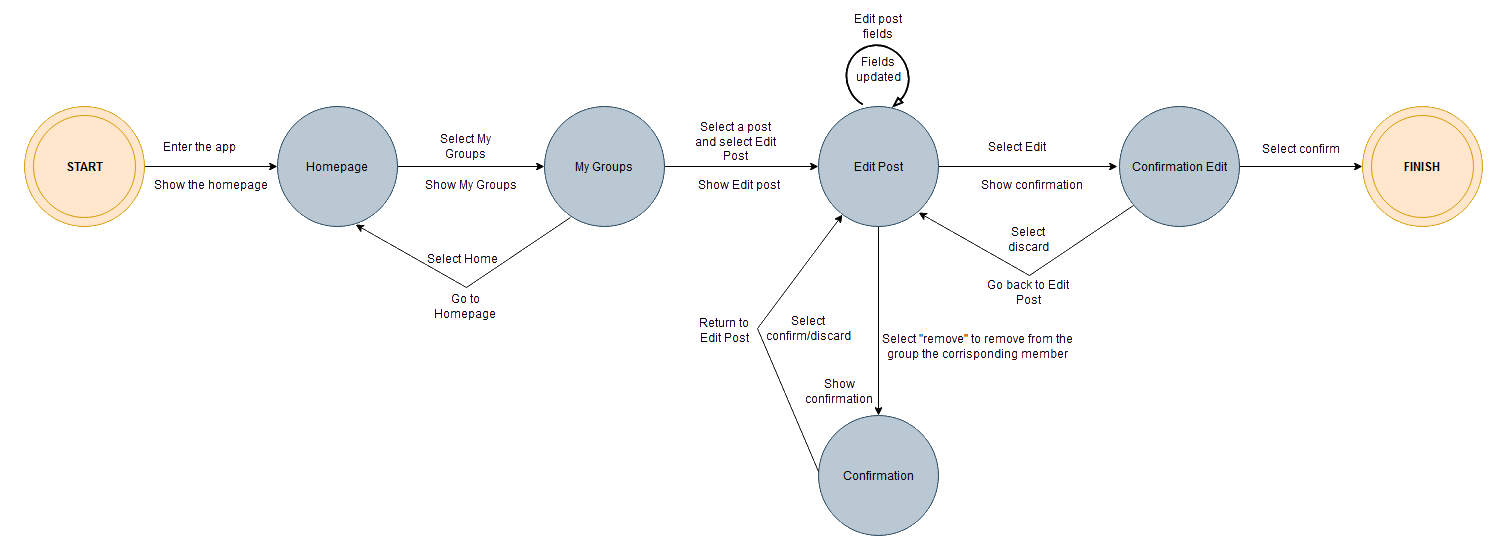 Edit post
fields
Fields
updated
START
Enter the app
Show the homepage
Homepage
Select My
Groups
Show My Groups
My Groups
Select a post
and select Edit
Post
Show Edit post
Edit Post
Select Edit
Show confirmation
Confirmation Edit
Select confirm
FINISH
Select Home
Go to
Homepage
Select
discard
Go back to Edit
Post
Return to
Edit Post
Select
confirm/discard
Select "remove" to remove from the
group the corrisponding member
Show
confirmation
Confirmation